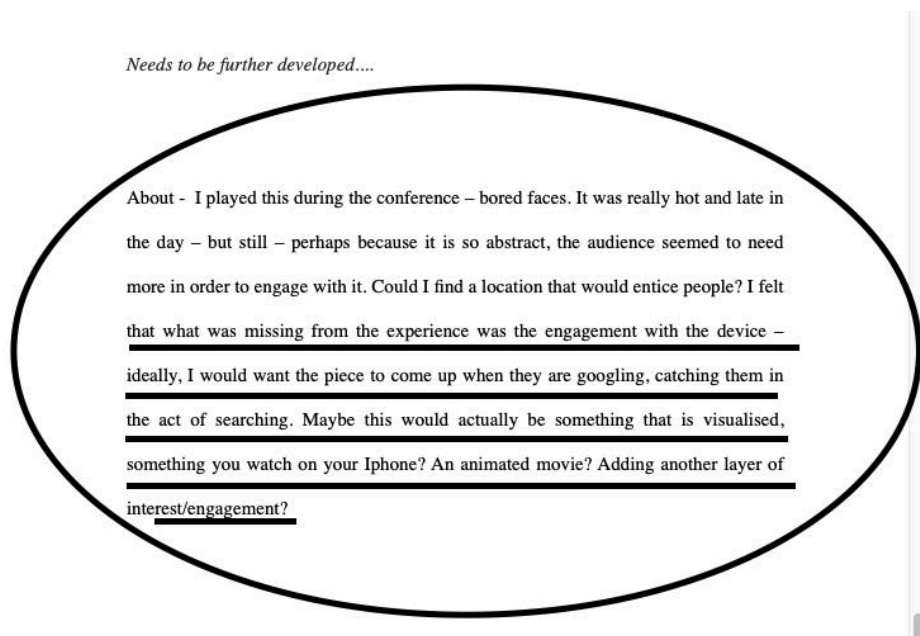 Needs to be further developed....
About -  I played this during the conference – bored faces. It was really hot and late in
the day – but still – perhaps because it is so abstract, the audience seemed to need
more in order to engage with it. Could I find a location that would entice people? I felt
that what was missing from the experience was the engagement with the device –
ideally, I would want the piece to come up when they are googling, catching them in
the act of searching. Maybe this would actually be something that is visualised,
something you watch on your Iphone? An animated movie? Adding another layer of
interest/engagement?